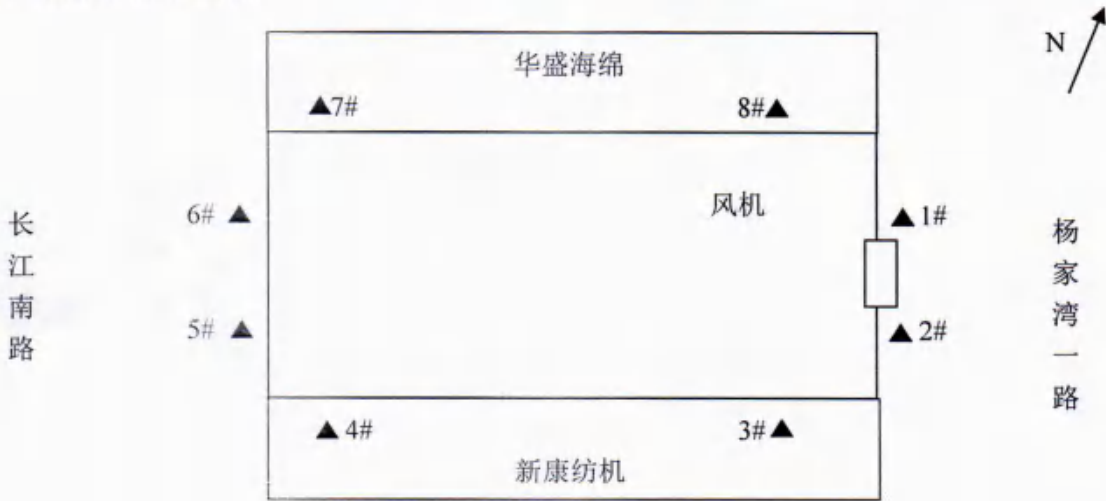 N
华盛海绵
▲7#
8#▲
风机
6# ▲
▲ 1#
5# ▲
▲ 2#
▲ 4#
3# ▲
新康纺机
长江南路
杨家湾一路